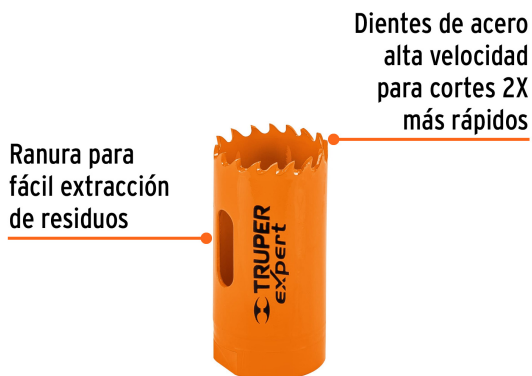 Dientes de acero
alta velocidad
para cortes 2X
más rápidos
Ranura para
fácil extracción
de residuos
TRUPER
expert